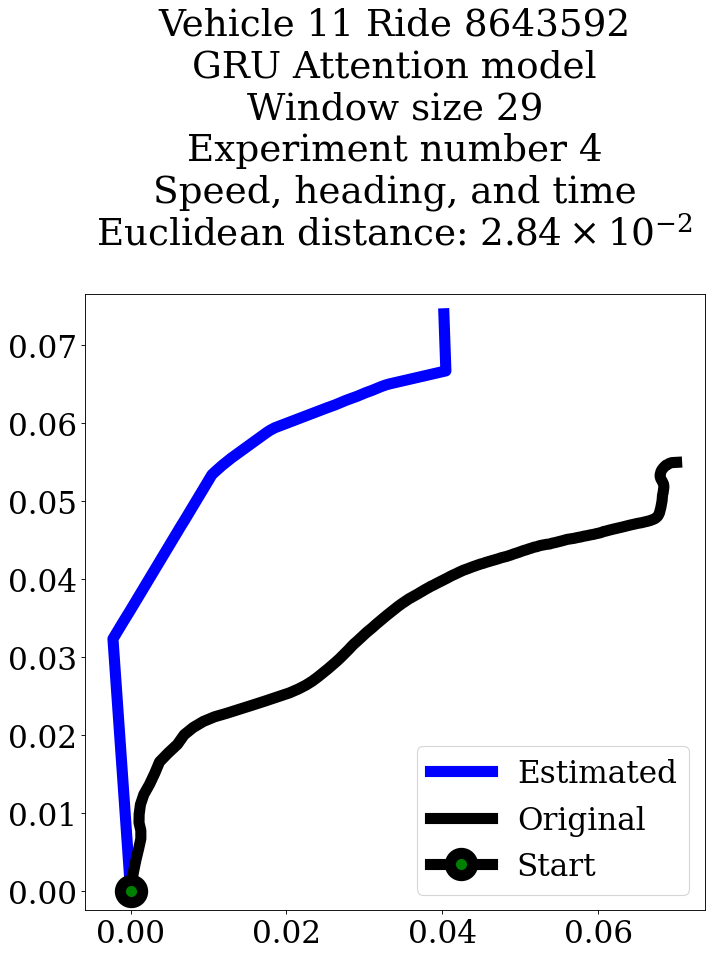 Vehicle 11 Ride 8643592
GRU Attention model
Window size 29
Experiment number 4
Speed, heading, and time
Euclidean distance: 2.84 × 10⁻²
0.07
0.06
0.05
0.04
0.03
0.02
0.01
0.00
Estimated
Original
Start
0.00 0.02 0.04 0.06